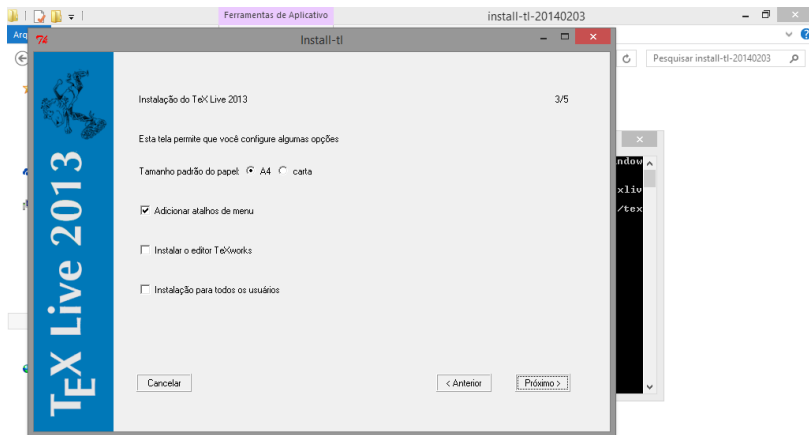 Ferramentas de Aplicativo
install-tl-20140203
Arq
Install-tl
Pesquisar install-tl-20140203
TEX Live 2013
Instalação do TeX Live 2013
3/5
Esta tela permite que você configure algumas opções
Tamanho padrão do papel: A4 carta
Adicionar atalhos de menu
Instalar o editor TeXworks
Instalação para todos os usuários
Cancelar
< Anterior
Próximo >
ndow
xliv
/tex